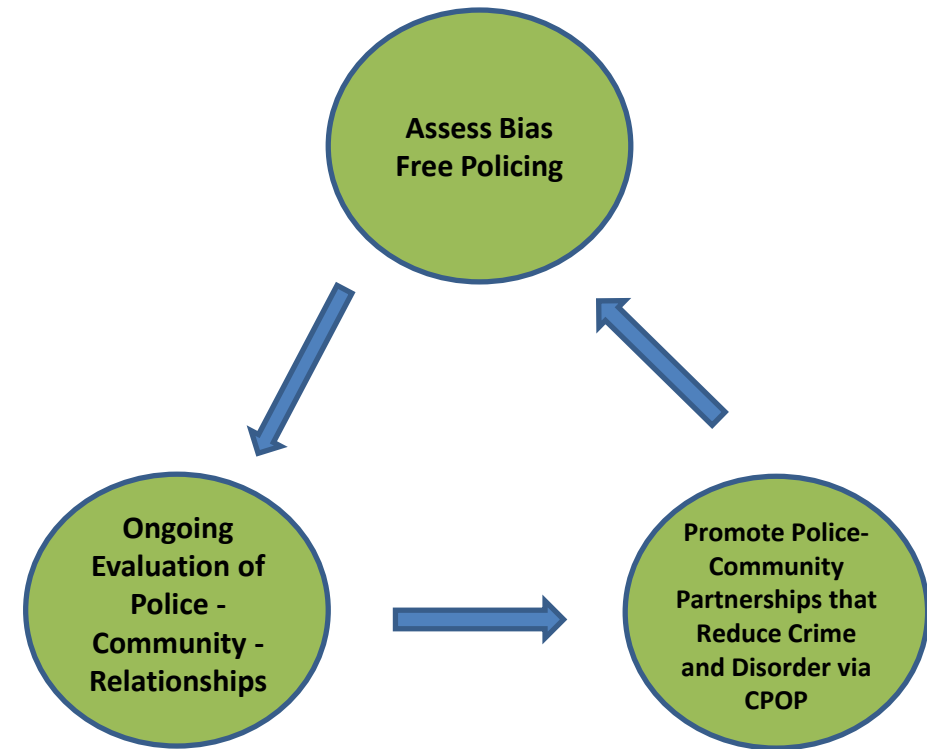 Assess Bias
Free Policing
Ongoing
Evaluation of
Police -
Community -
Relationships
Promote Police-
Community
Partnerships that
Reduce Crime
and Disorder via
CPOP